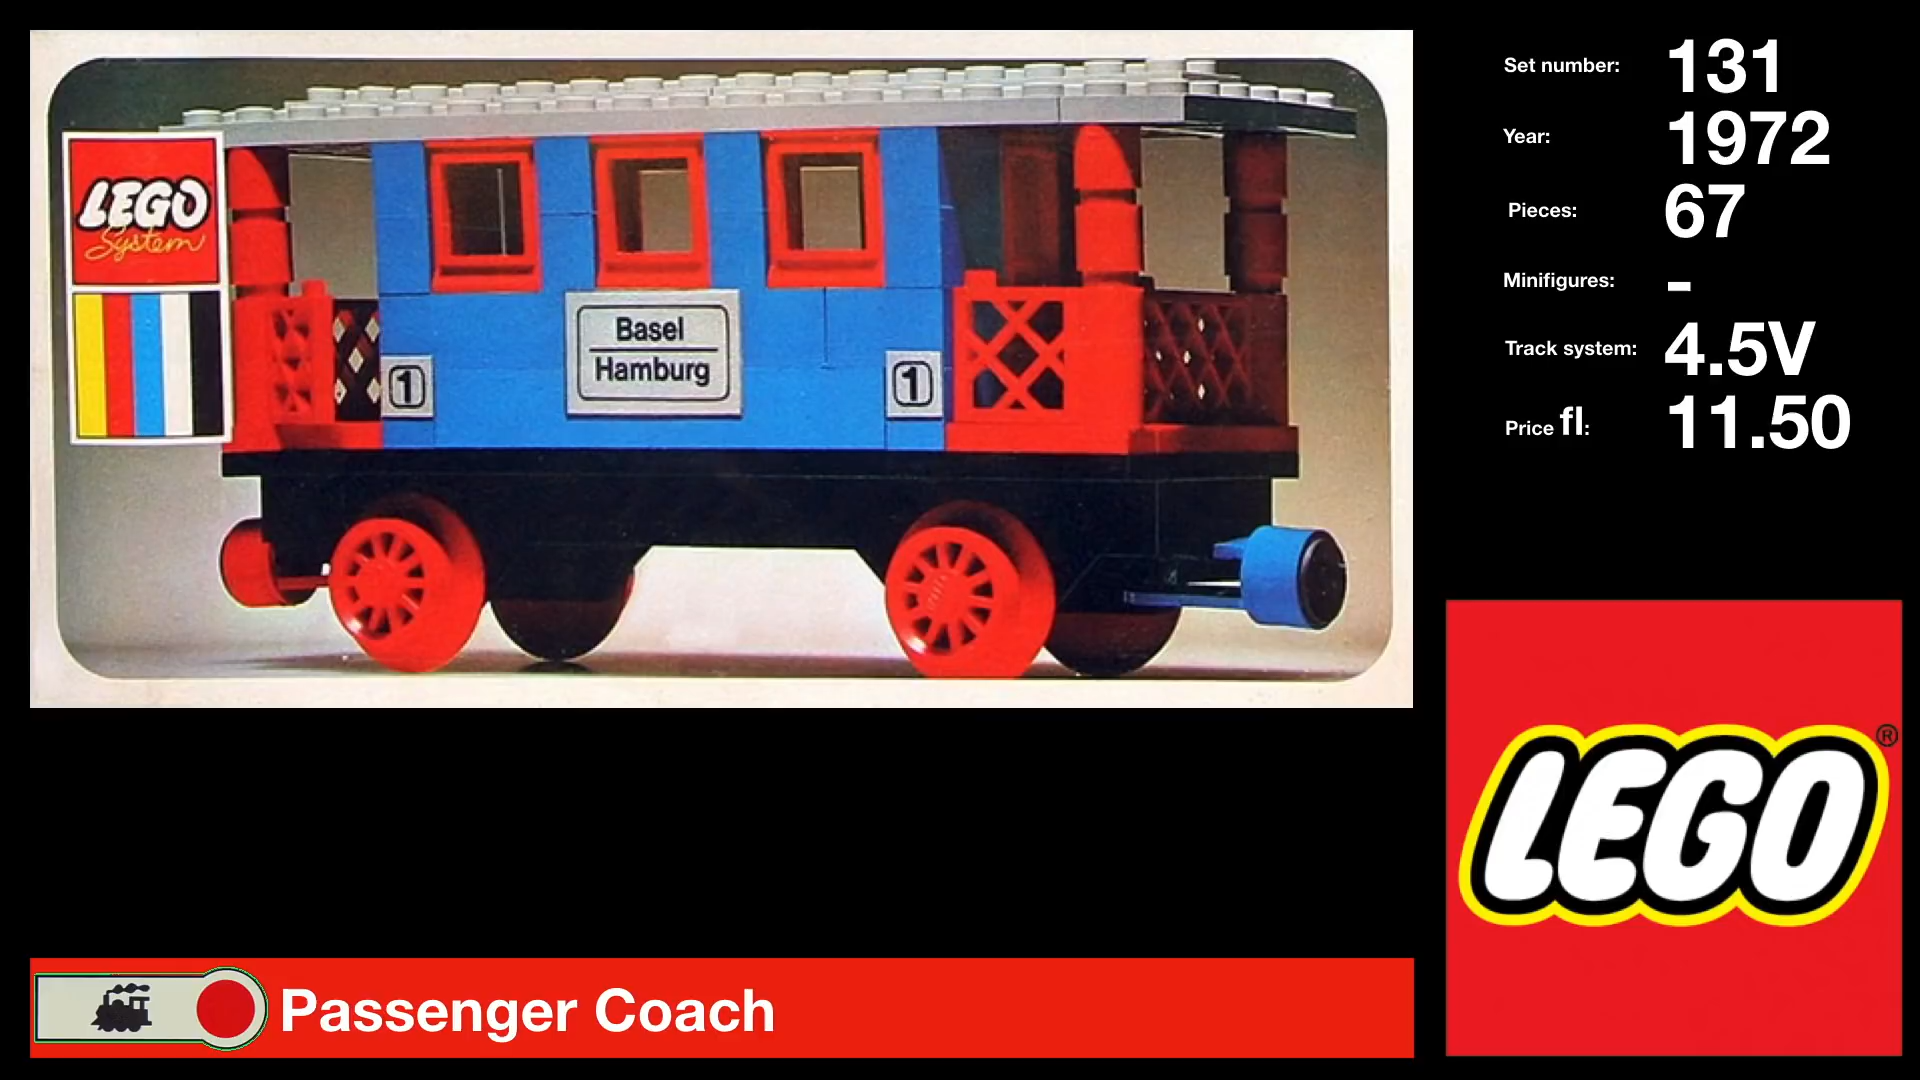 LEGO
System
Basel
Hamburg
1
1
Set number: 131
Year: 1972
Pieces: 67
Minifigures: -
Track system: 4.5V
Price fl: 11.50
LEGO®
Passenger Coach